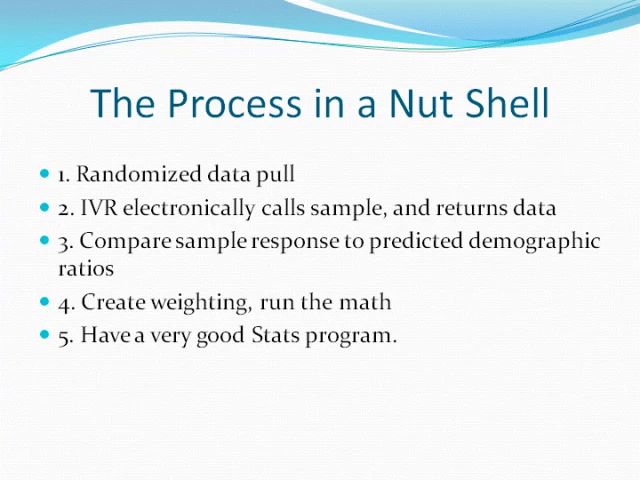 The Process in a Nut Shell
1. Randomized data pull
2. IVR electronically calls sample, and returns data
3. Compare sample response to predicted demographic
ratios
4. Create weighting, run the math
5. Have a very good Stats program.